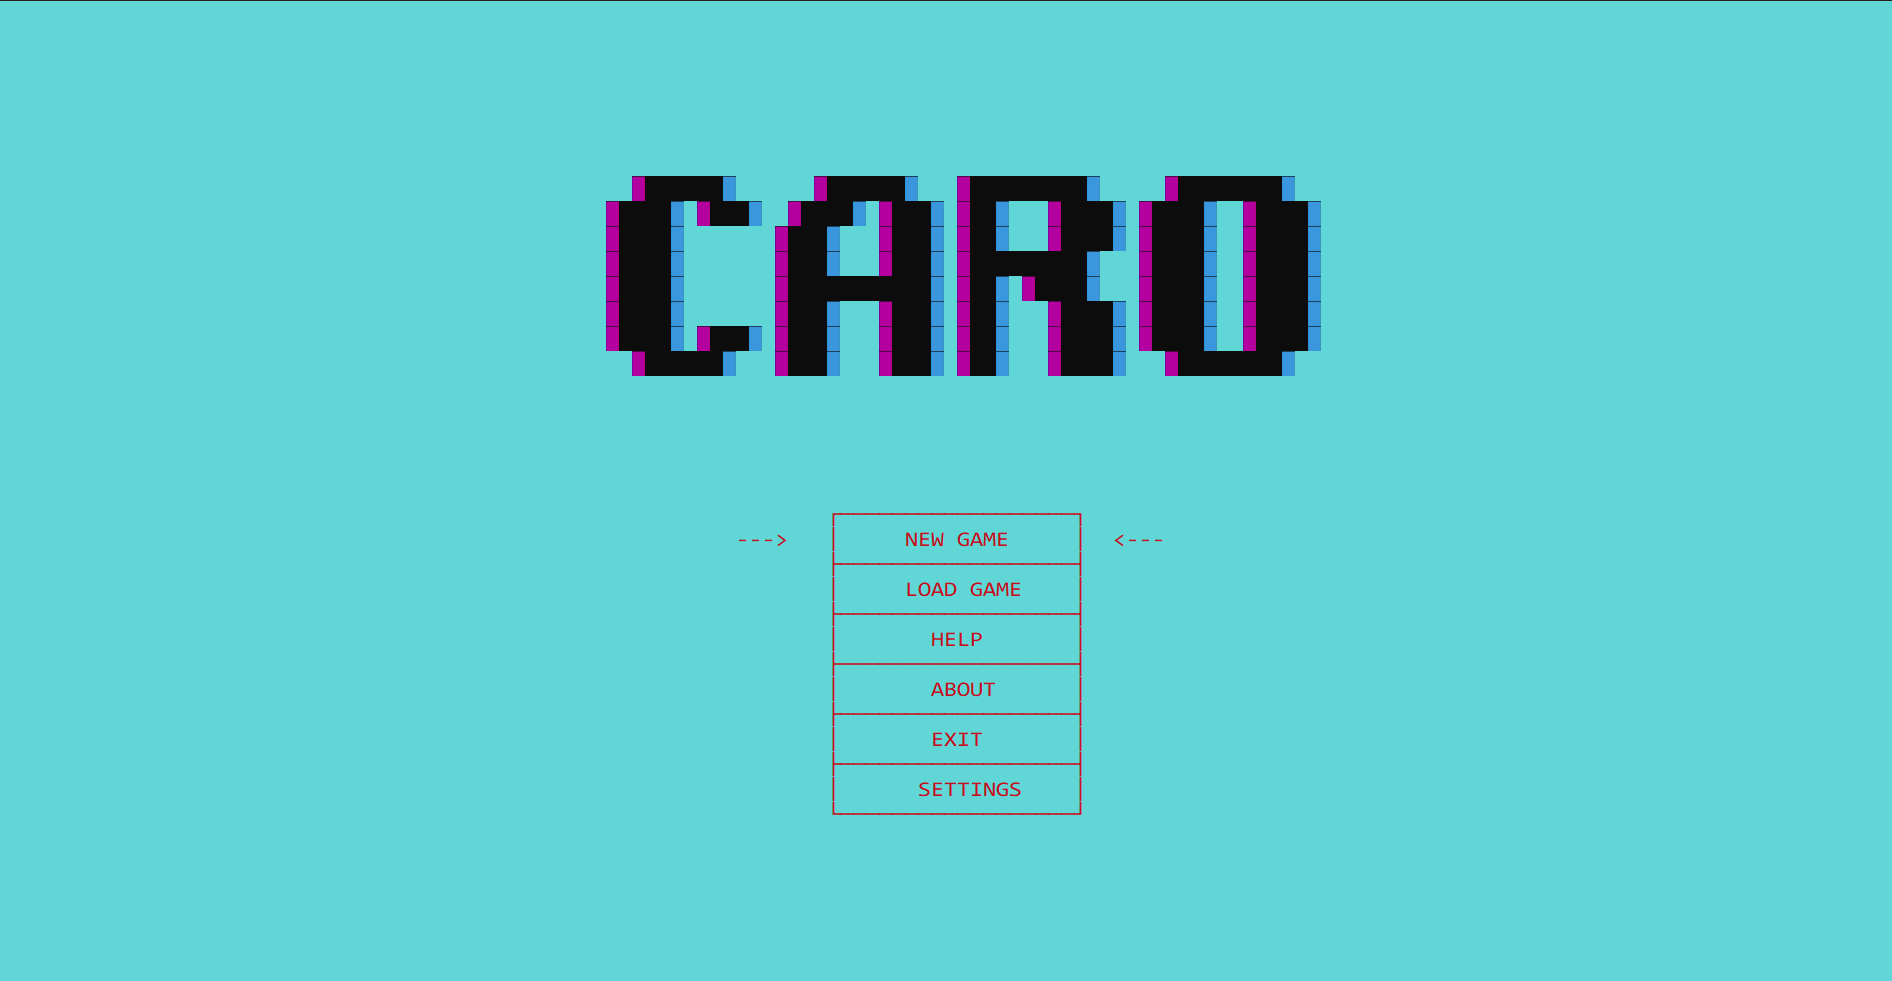 CARO
---> NEW GAME <---
LOAD GAME
HELP
ABOUT
EXIT
SETTINGS